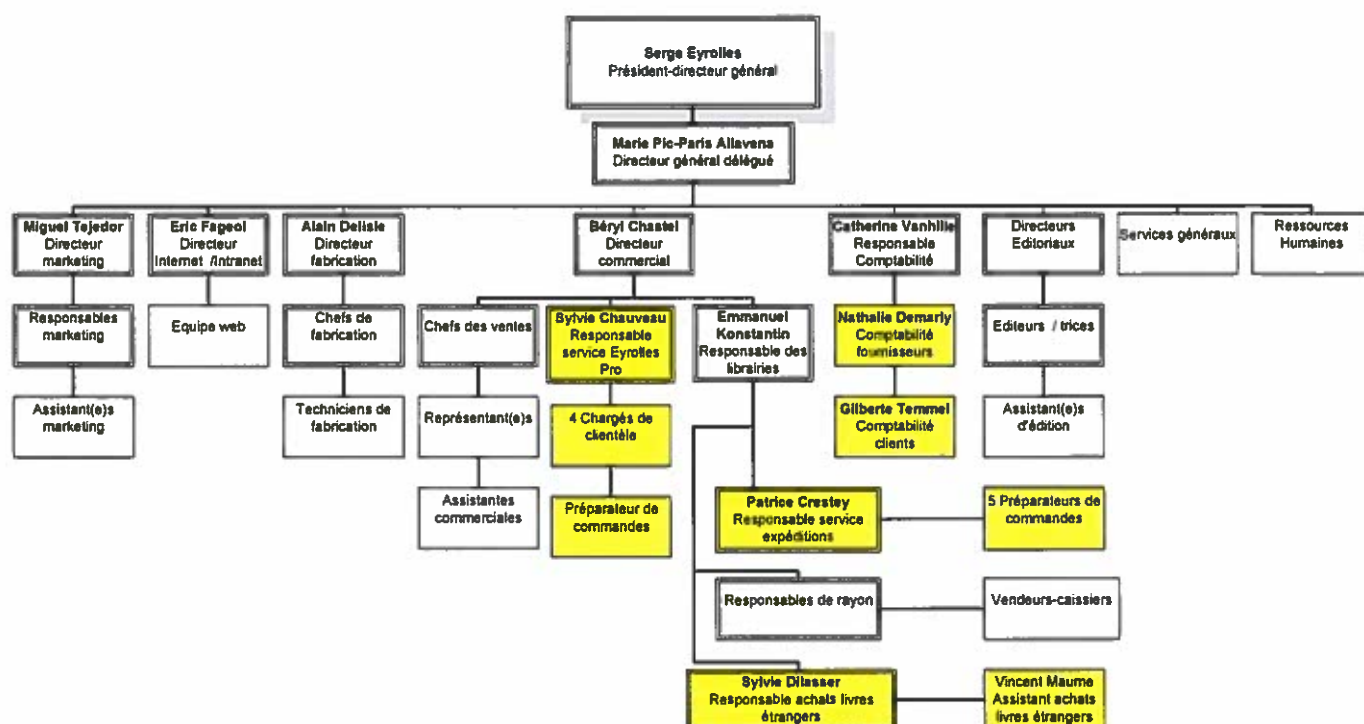 Serge Eyrolles
Président-directeur général
Marie Pic-Paris Allavena
Directeur général délégué
Miguel Tejedor
Directeur
marketing
Eric Fageol
Directeur
Internet /Intranet
Alain Delisle
Directeur
fabrication
Béryl Chastel
Directeur
commercial
Catherine Vanhille
Responsable
Comptabilité
Directeurs
Editoriaux
Services généraux
Ressources
Humaines
Responsables
marketing
Equipe web
Chefs de
fabrication
Chefs des ventes
Sylvie Chauveau
Responsable
service Eyrolles
Pro
Emmanuel
Konstantin
Responsable des
librairies
Nathalie Demarly
Comptabilité
fournisseurs
Editeurs / trices
Assistant(e)s
marketing
Techniciens de
fabrication
Représentant(e)s
4 Chargés de
clientèle
Gilberte Temmel
Comptabilité
clients
Assistant(e)s
d'édition
Assistantes
commerciales
Préparateur de
commandes
Patrice Crestey
Responsable service
expéditions
5 Préparateurs de
commandes
Responsables de rayon
Vendeurs-caissiers
Sylvie Dilasser
Responsable achats livres
étrangers
Vincent Maume
Assistant achats
livres étrangers